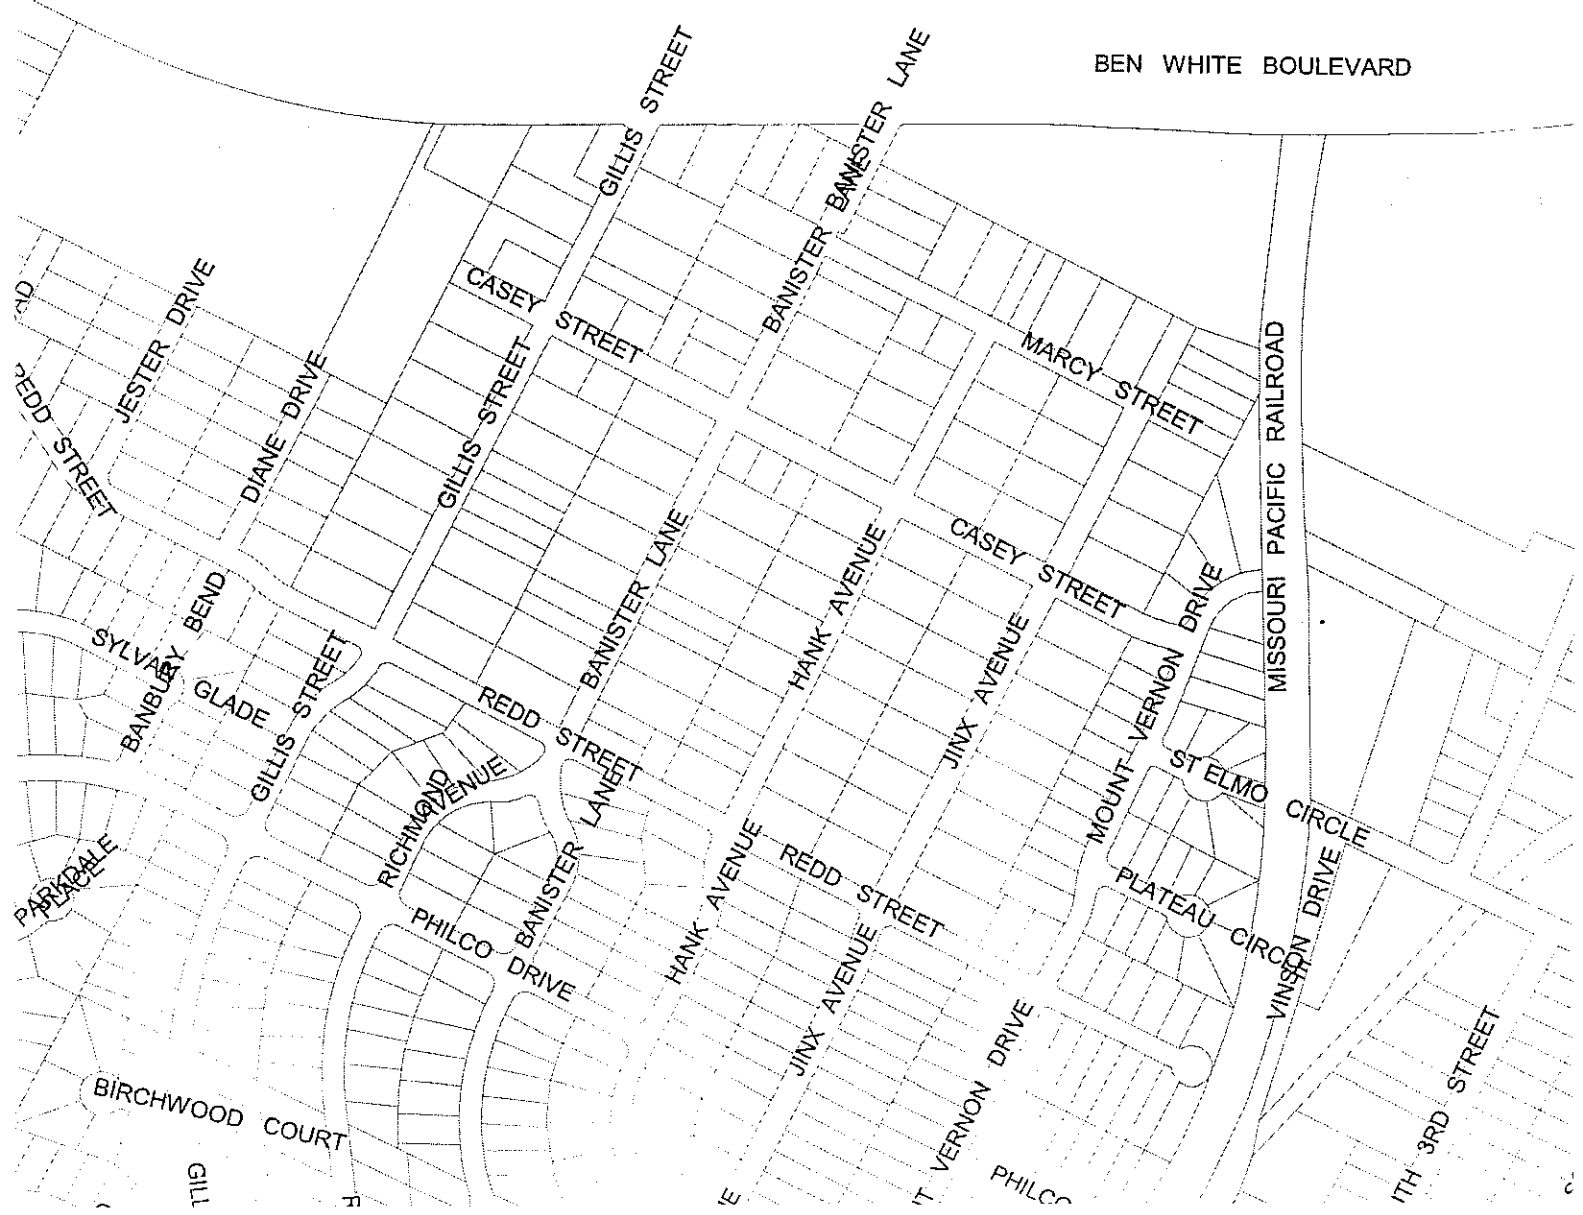 BEN WHITE BOULEVARD
GILLIS STREET
BANISTER LANE
BANISTER LANE
BANISTER
CASEY STREET
MARCY STREET
JESTER DRIVE
AD
REDD STREET
DIANE DRIVE
GILLIS STREET
MISSOURI PACIFIC RAILROAD
BANISTER LANE
HANK AVENUE
CASEY STREET
MOUNT VERNON DRIVE
BANBURY BEND
SYLVAN GLADE
GILLIS STREET
REDD STREET
JINX AVENUE
RICHMOND AVENUE
BANISTER LANE
ST ELMO CIRCLE
PARKDALE PLACE
HANK AVENUE
REDD STREET
PLATEAU CIRCLE
VINSON DRIVE
PHILCO DRIVE
JINX AVENUE
BIRCHWOOD COURT
VERNON DRIVE
PHILCO
3RD STREET
GILL